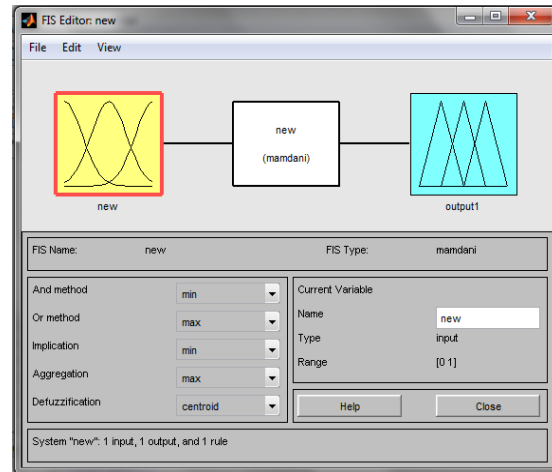 FIS Editor: new
File Edit View
new
(mamdani)
new
output1
FIS Name: new FIS Type: mamdani
And method min
Or method max
Implication min
Aggregation max
Defuzzification centroid
Current Variable
Name new
Type input
Range [0 1]
Help Close
System "new": 1 input, 1 output, and 1 rule